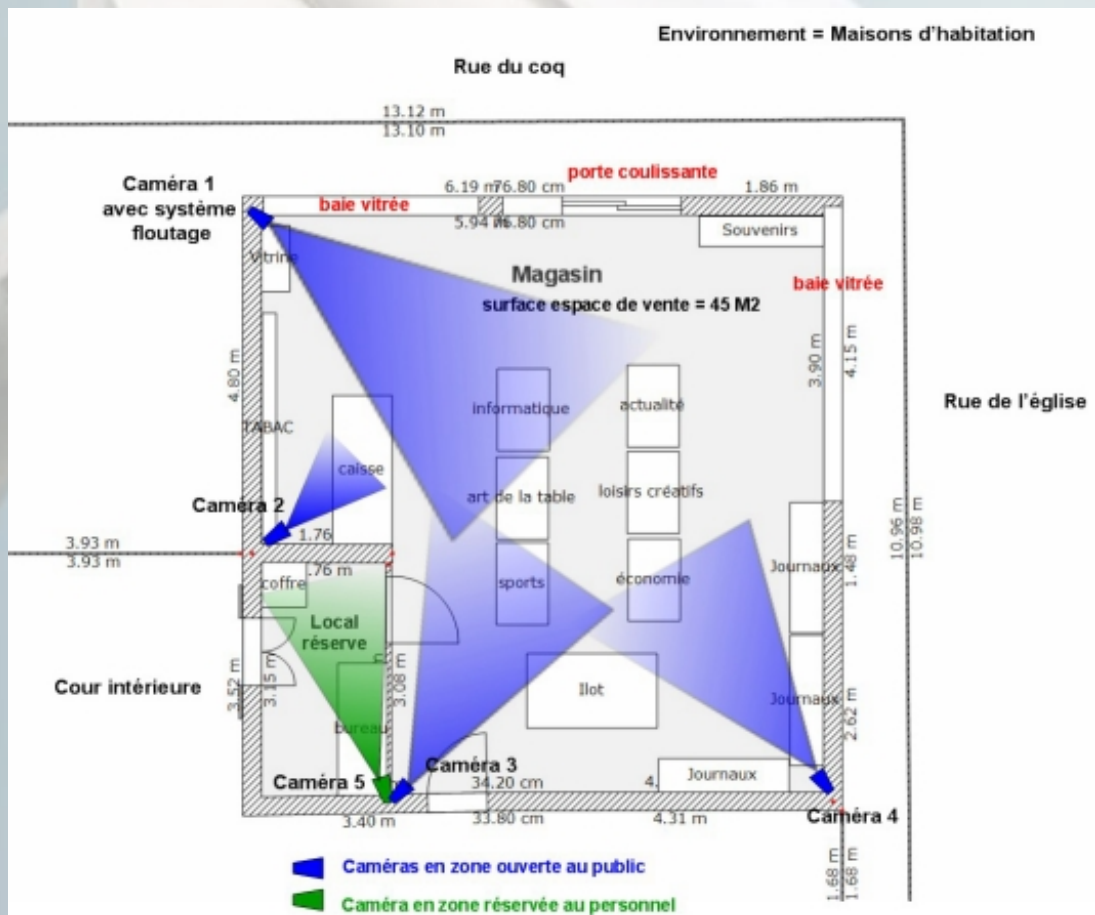 Environnement = Maisons d'habitation
Rue du coq
13.12 m
13.10 m
Caméra 1
avec système
floutage
porte coulissante
6.19 m
76.80 cm
1.86 m
baie vitrée
5.94
76.80 cm
Souvenirs
Vitrine
Magasin
baie vitrée
surface espace de vente = 45 M2
4.80 m
3.90 m
4.15 m
informatique
actualité
Rue de l'église
TABAC
caisse
art de la table
loisirs créatifs
Caméra 2
10.96 m
10.98 m
1.76
3.93 m
3.93 m
.76 m
coffre
sports
économie
Journaux
1.48 m
Local
réserve
Cour intérieure
3.52 m
3.15 m
3.08 m
Ilot
bureau
Journaux
2.62 m
Caméra 3
Caméra 5
34.20 cm
4.
Journaux
3.40 m
33.80 cm
4.31 m
Caméra 4
Caméras en zone ouverte au public
1.68 m
1.68 m
Caméra en zone réservée au personnel